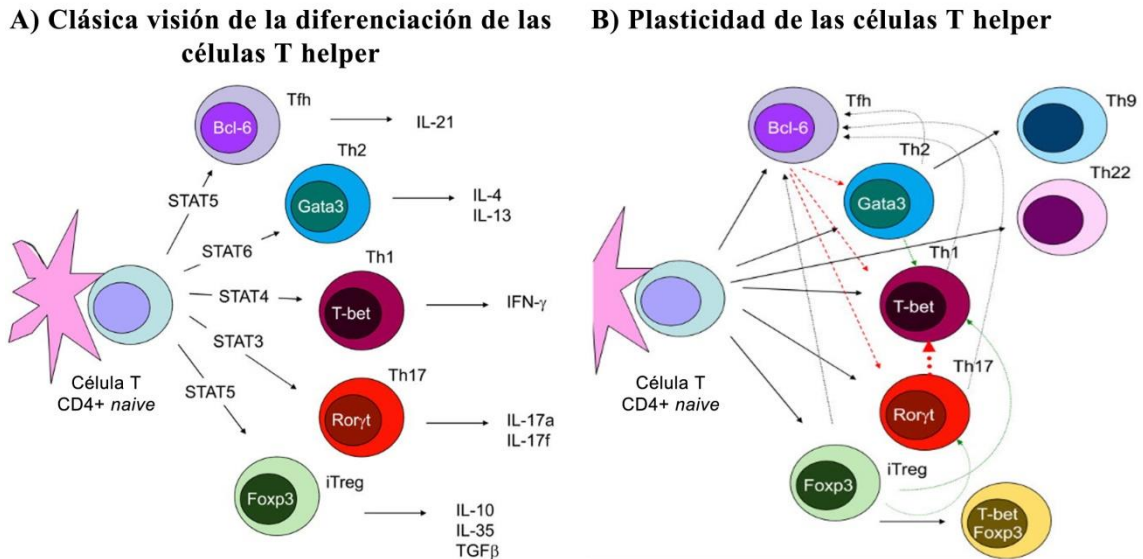 A) Clásica visión de la diferenciación de las
células T helper
Tfh
Bcl-6
IL-21
STAT5
Th2
Gata3
IL-4
IL-13
STAT6
Th1
STAT4
T-bet
IFN-γ
STAT3
Th17
Célula T
CD4+ naive
STAT5
Rorγt
IL-17a
IL-17f
iTreg
Foxp3
IL-10
IL-35
TGFβ
B) Plasticidad de las células T helper
Tfh
Bcl-6
Th9
Th2
Gata3
Th22
Th1
T-bet
Th17
Célula T
CD4+ naive
Rorγt
iTreg
Foxp3
T-bet
Foxp3